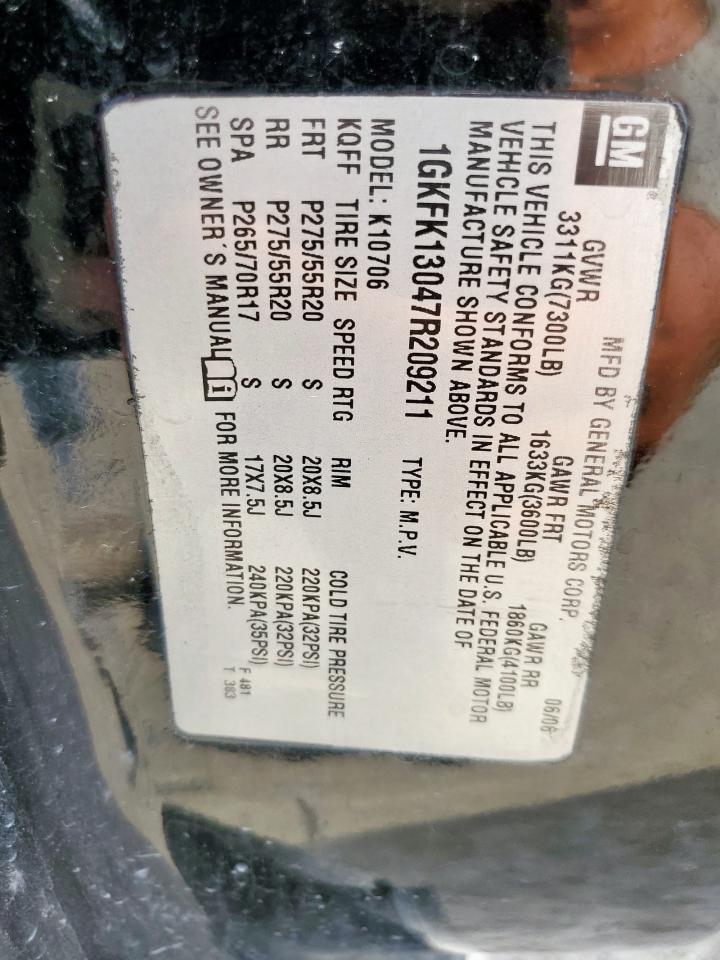 GM
®
MFD BY GENERAL MOTORS CORP. 06/08
GVWR GAWR FRT GAWR RR
3311KG(7300LB) 1633KG(3600LB) 1860KG(4100LB)
THIS VEHICLE CONFORMS TO ALL APPLICABLE U.S. FEDERAL MOTOR
VEHICLE SAFETY STANDARDS IN EFFECT ON THE DATE OF
MANUFACTURE SHOWN ABOVE.
1GKFK13047R209211 TYPE: M.P.V.
MODEL: K10706
KQFF TIRE SIZE SPEED RTG RIM COLD TIRE PRESSURE
FRT P275/55R20 S 20X8.5J 220KPA(32PSI)
RR P275/55R20 S 20X8.5J 220KPA(32PSI)
SPA P265/70R17 S 17X7.5J 240KPA(35PSI)
SEE OWNER´S MANUAL FOR MORE INFORMATION.
F 481
T 383